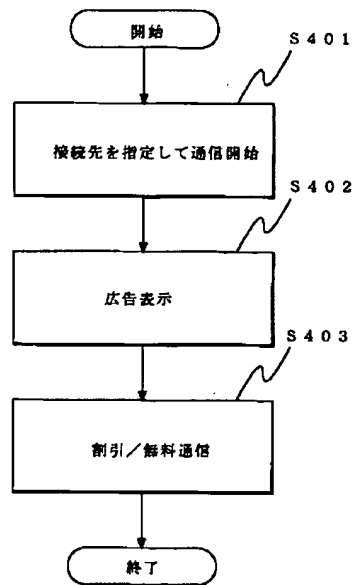 開始
S401
接続先を指定して通信開始
S402
広告表示
S403
割引／無料通信
終了